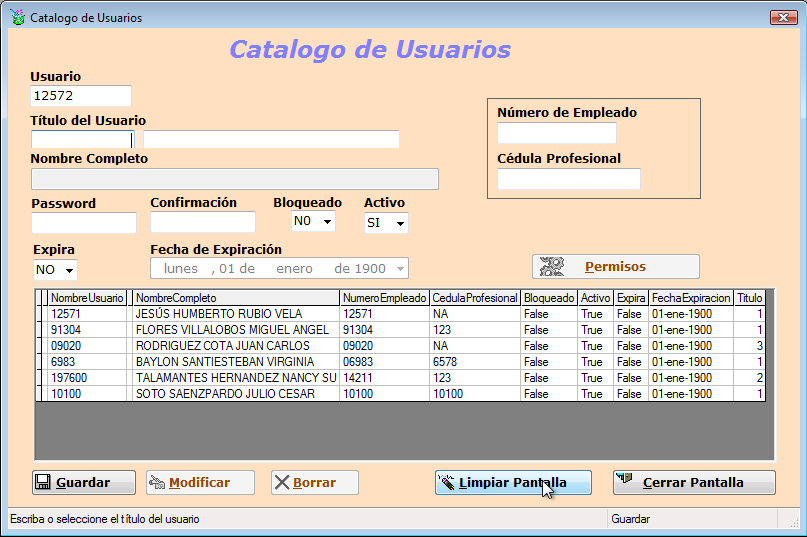 Catalogo de Usuarios
Catalogo de Usuarios
Usuario
12572
Título del Usuario
Número de Empleado
Nombre Completo
Cédula Profesional
Password Confirmación Bloqueado Activo
NO SI
Expira Fecha de Expiración
NO lunes , 01 de enero de 1900 Permisos
NombreUsuario NombreCompleto NumeroEmpleado CedulaProfesional Bloqueado Activo Expira FechaExpiracion Titulo
12571 JESÚS HUMBERTO RUBIO VELA 12571 NA False True False 01-ene-1900 1
91304 FLORES VILLALOBOS MIGUEL ANGEL 91304 123 False True False 01-ene-1900 1
09020 RODRIGUEZ COTA JUAN CARLOS 09020 NA False True False 01-ene-1900 3
6983 BAYLON SANTIESTEBAN VIRGINIA 06983 6578 False True False 01-ene-1900 1
197600 TALAMANTES HERNANDEZ NANCY SU 14211 123 False True False 01-ene-1900 2
10100 SOTO SAENZPARDO JULIO CESAR 10100 10100 False True False 01-ene-1900 1
Guardar Modificar Borrar Limpiar Pantalla Cerrar Pantalla
Escriba o seleccione el título del usuario Guardar